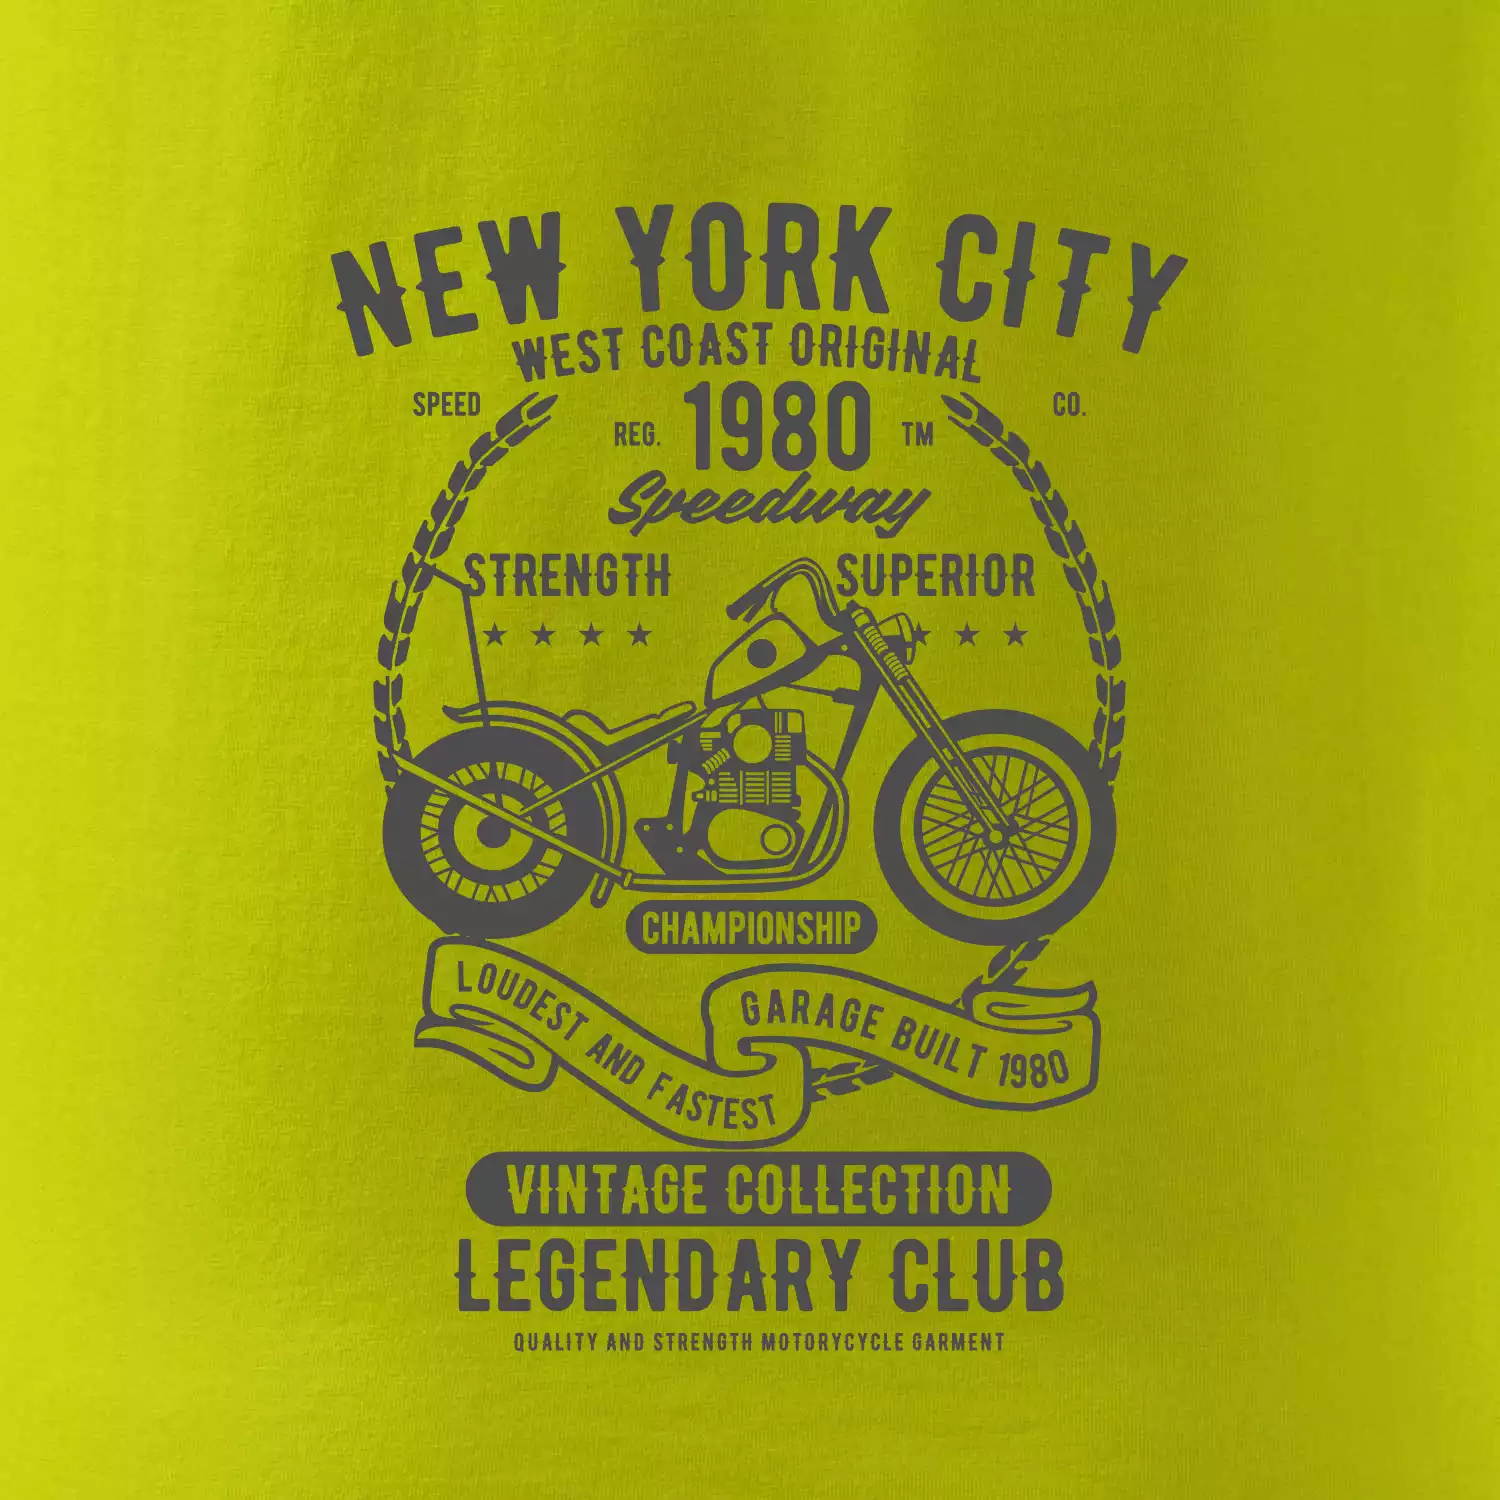 NEW YORK CITY
WEST COAST ORIGINAL
SPEED CO.
REG. 1980 TM
Speedway
STRENGTH SUPERIOR
CHAMPIONSHIP
LOUDEST AND FASTEST
GARAGE BUILT 1980
VINTAGE COLLECTION
LEGENDARY CLUB
QUALITY AND STRENGTH MOTORYCYCLE GARMENT